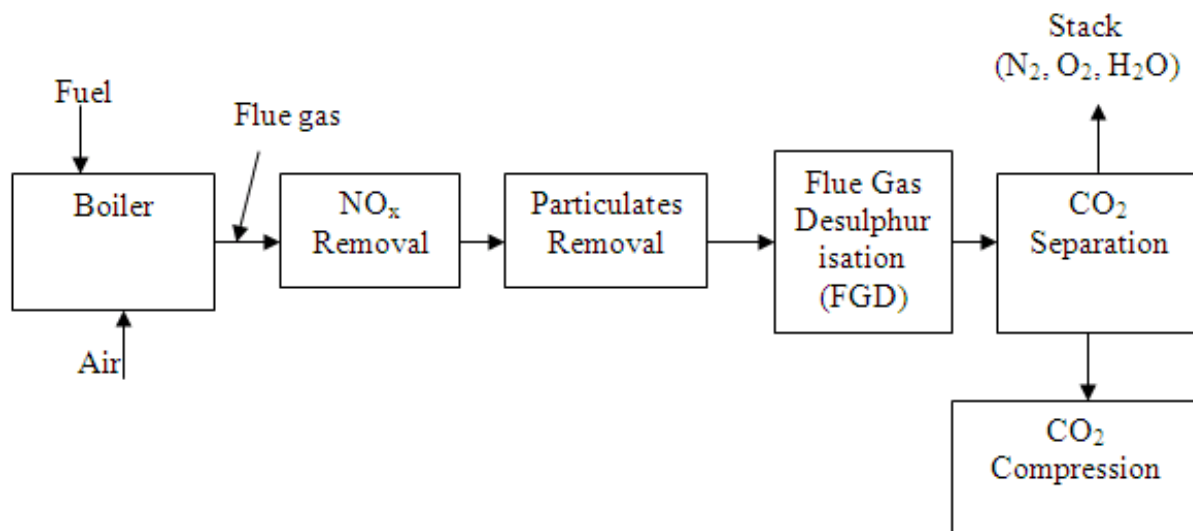 Stack
(N₂, O₂, H₂O)
Fuel
Flue gas
Boiler
NOₓ
Removal
Particulates
Removal
Flue Gas
Desulphur
isation
(FGD)
CO₂
Separation
Air
CO₂
Compression